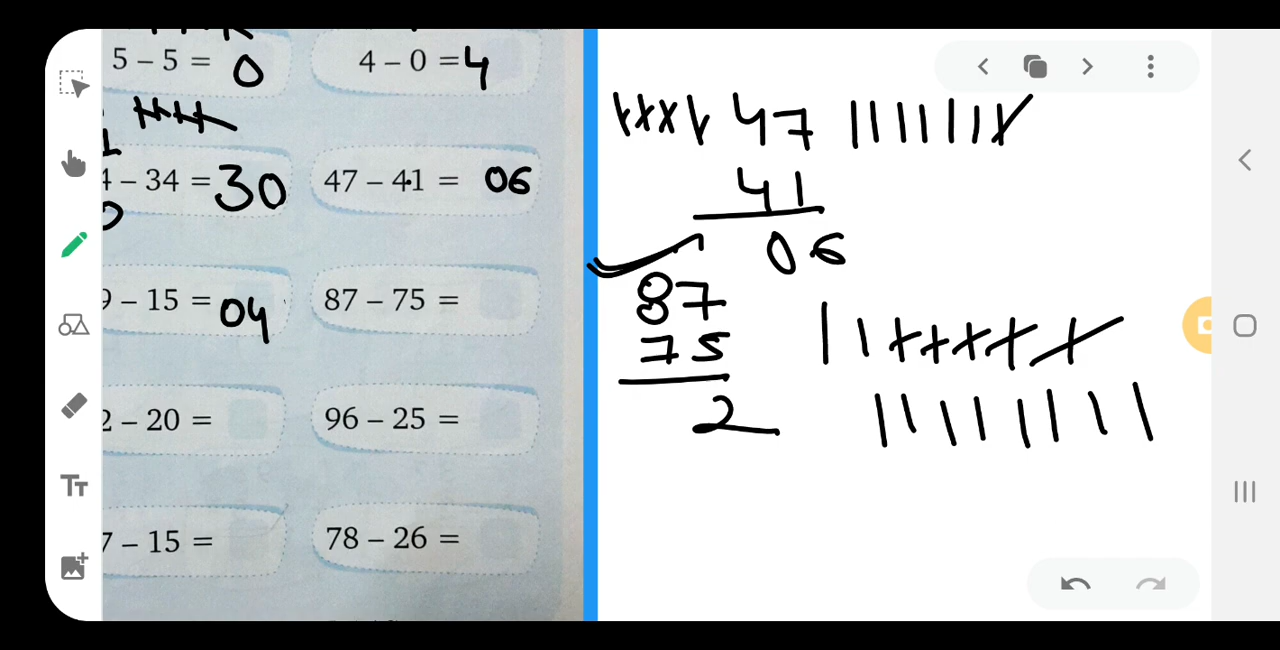 5 – 5 = 0 4 – 0 = 4
4 – 34 = 30 47 – 41 = 06
9 – 15 = 04 87 – 75 =
2 – 20 = 96 – 25 =
7 – 15 = 78 – 26 =
47
41
06
87
75
2
Tт